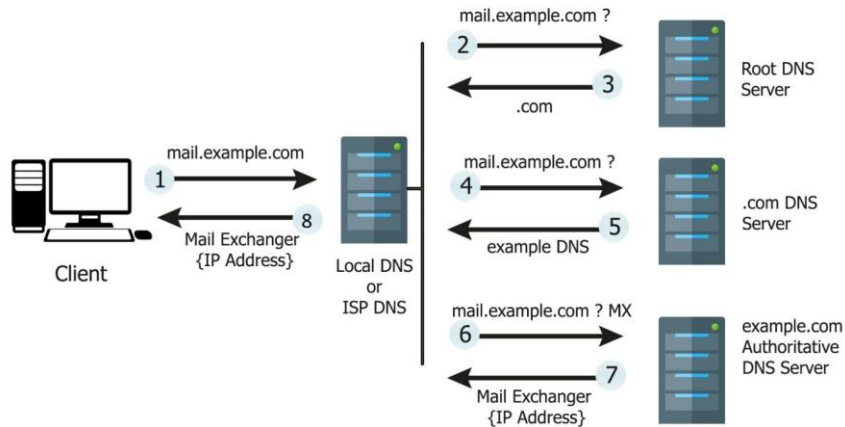 mail.example.com ?
2
3
.com
Root DNS
Server
mail.example.com
1
8
Mail Exchanger
{IP Address}
Client
Local DNS
or
ISP DNS
mail.example.com ?
4
5
example DNS
.com DNS
Server
mail.example.com ? MX
6
7
Mail Exchanger
{IP Address}
example.com
Authoritative
DNS Server